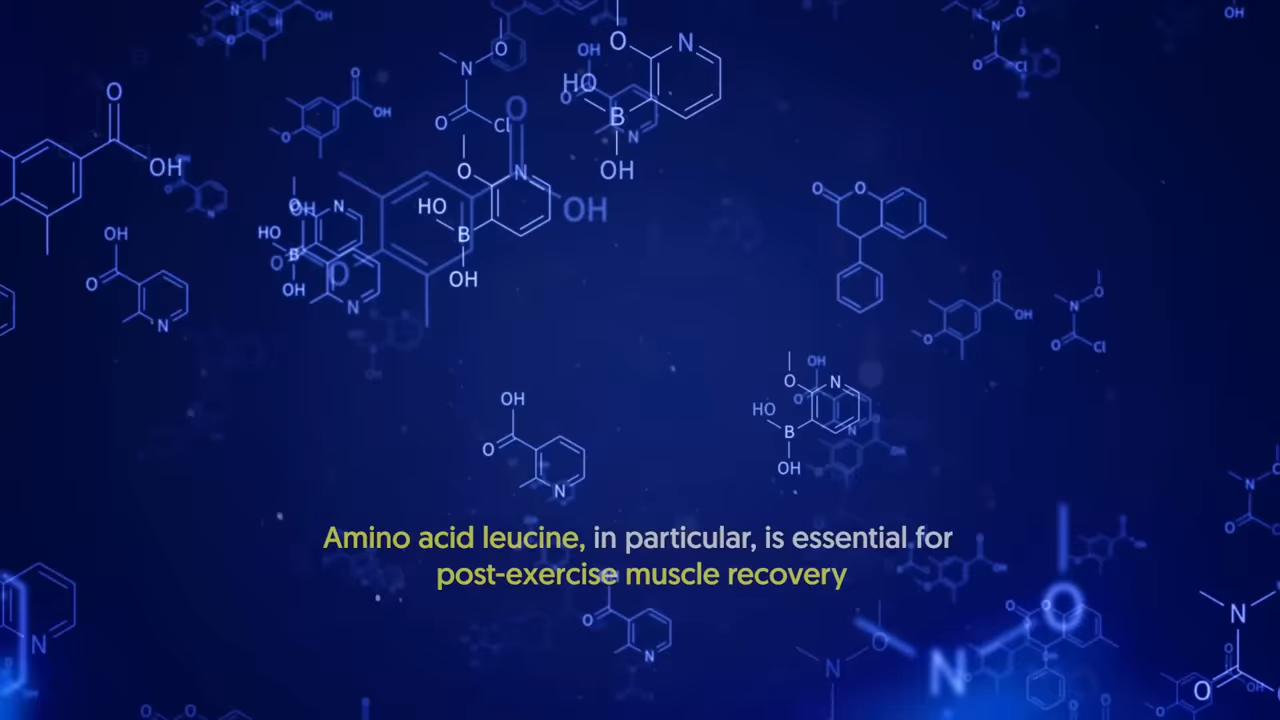 Amino acid leucine, in particular, is essential for
post-exercise muscle recovery